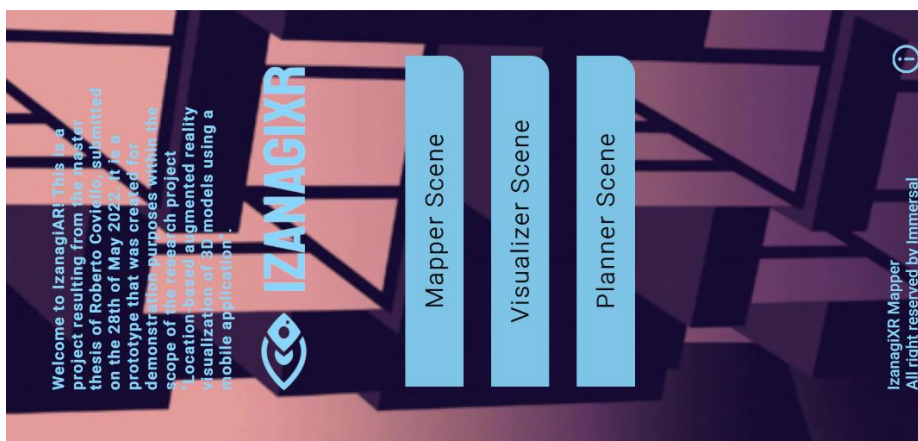 Welcome to IzanagiAR! This is a
project resulting from the master
thesis of Roberto Coviello, submitted
on the 28th of May 2022. It is a
prototype that was created for
demonstration purposes within the
scope of the research project
"Location-based augmented reality
visualization of 3D models using a
mobile application".
IZANAGIXR
Mapper Scene
Visualizer Scene
Planner Scene
IzanagiXR Mapper
All right reserved by Immersal